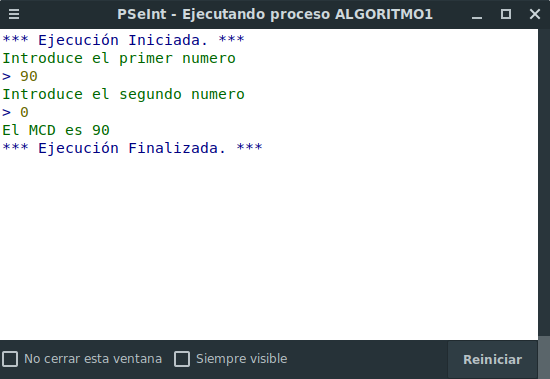 PSeInt - Ejecutando proceso ALGORITMO1
*** Ejecución Iniciada. ***
Introduce el primer numero
> 90
Introduce el segundo numero
> 0
El MCD es 90
*** Ejecución Finalizada. ***
No cerrar esta ventana Siempre visible Reiniciar